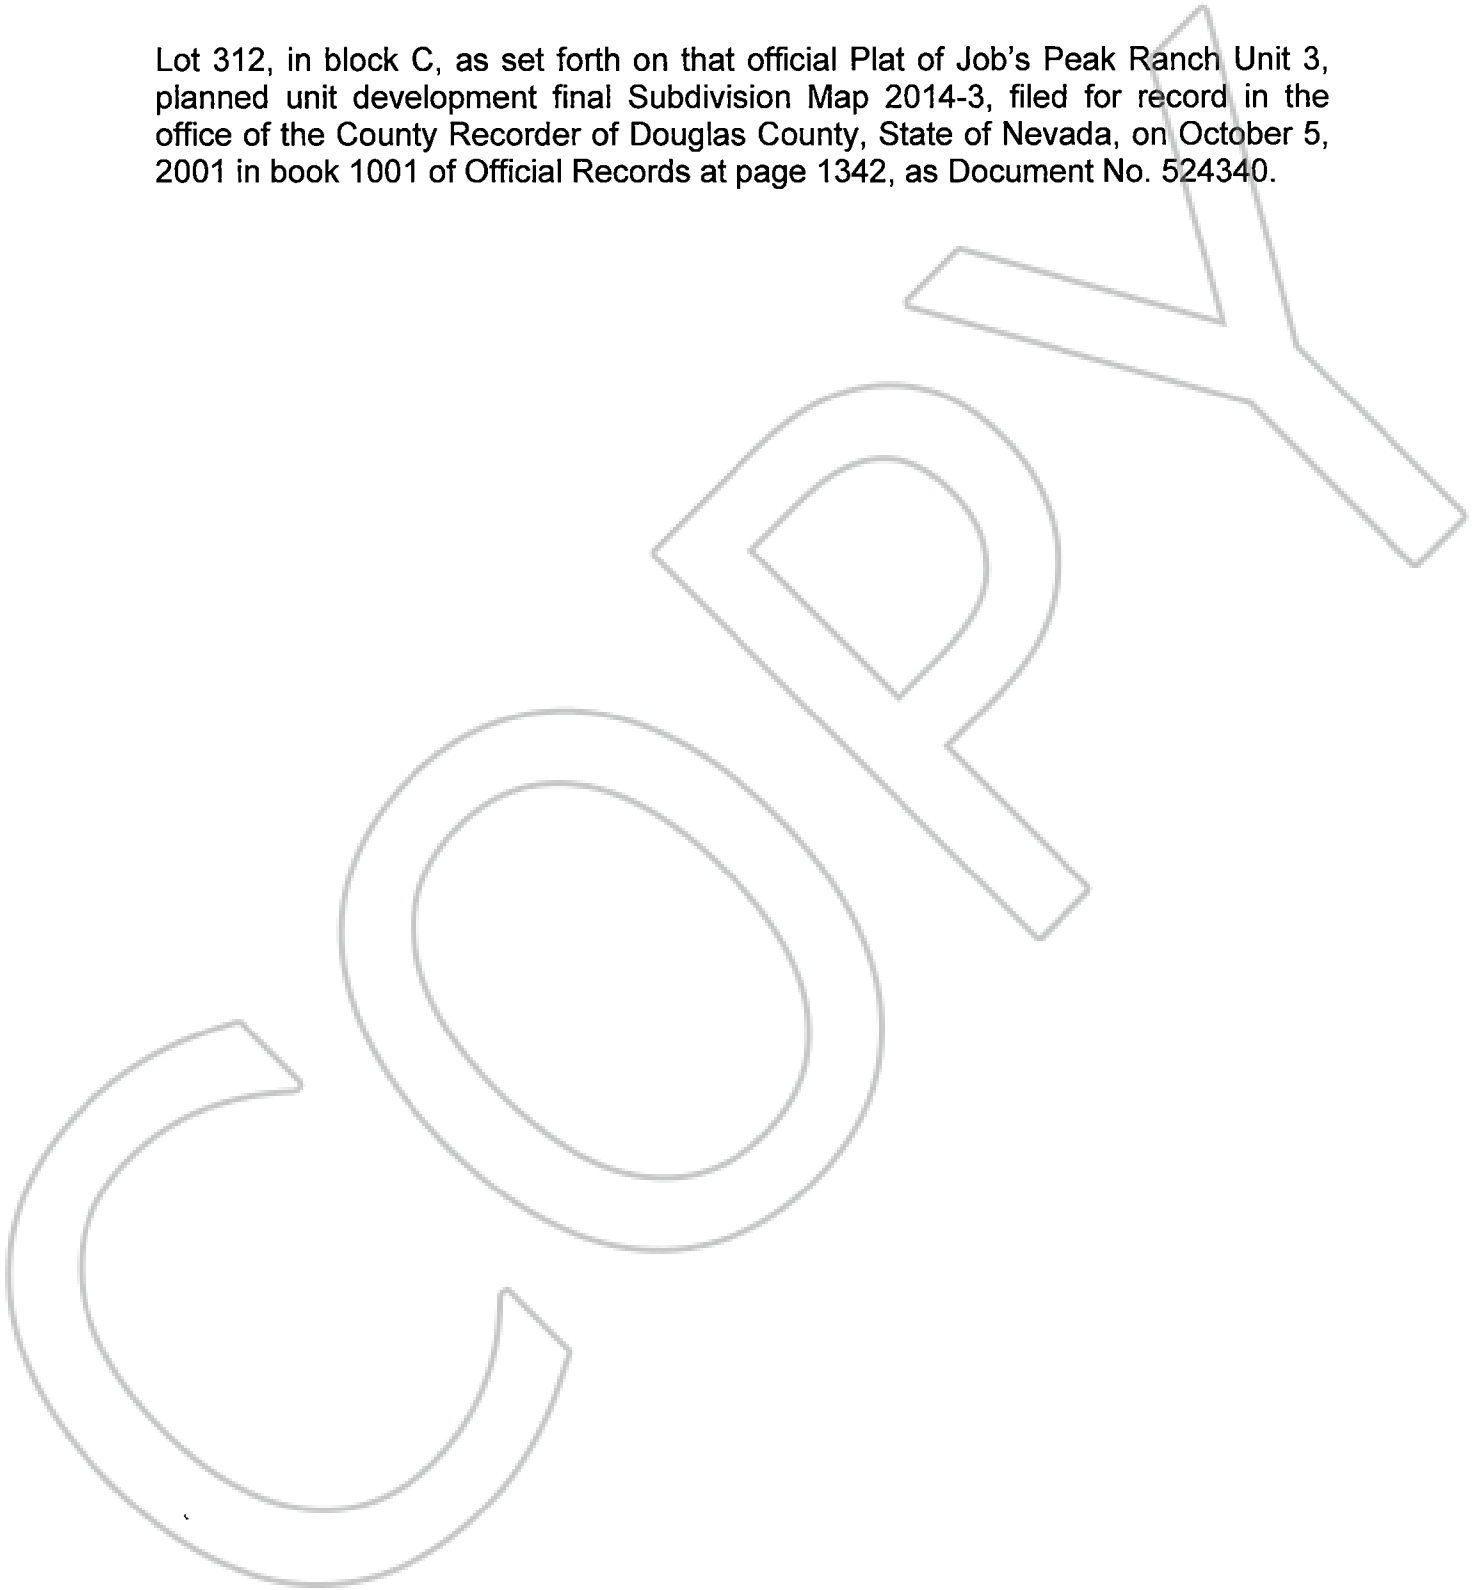 Lot 312, in block C, as set forth on that official Plat of Job's Peak Ranch Unit 3,
planned unit development final Subdivision Map 2014-3, filed for record in the
office of the County Recorder of Douglas County, State of Nevada, on October 5,
2001 in book 1001 of Official Records at page 1342, as Document No. 524340.
COPY